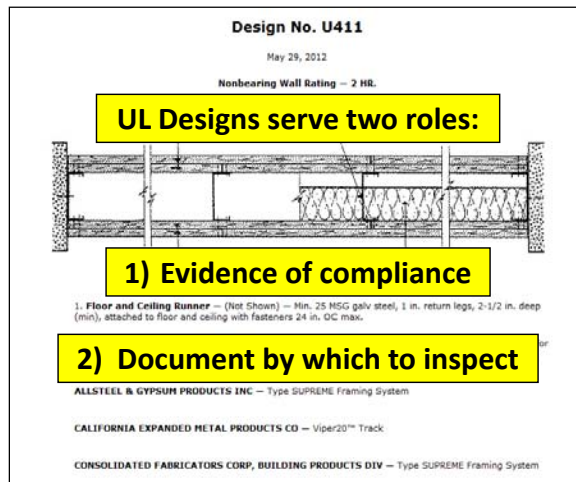 Design No. U411
May 29, 2012
Nonbearing Wall Rating — 2 HR.
UL Designs serve two roles:
1) Evidence of compliance
1. Floor and Ceiling Runner — (Not Shown) — Min. 25 MSG galv steel, 1 in. return legs, 2-1/2 in. deep
(min), attached to floor and ceiling with fasteners 24 in. OC max.
or
2) Document by which to inspect
ALLSTEEL & GYPSUM PRODUCTS INC — Type SUPREME Framing System
CALIFORNIA EXPANDED METAL PRODUCTS CO — Viper20™ Track
CONSOLIDATED FABRICATORS CORP, BUILDING PRODUCTS DIV — Type SUPREME Framing System